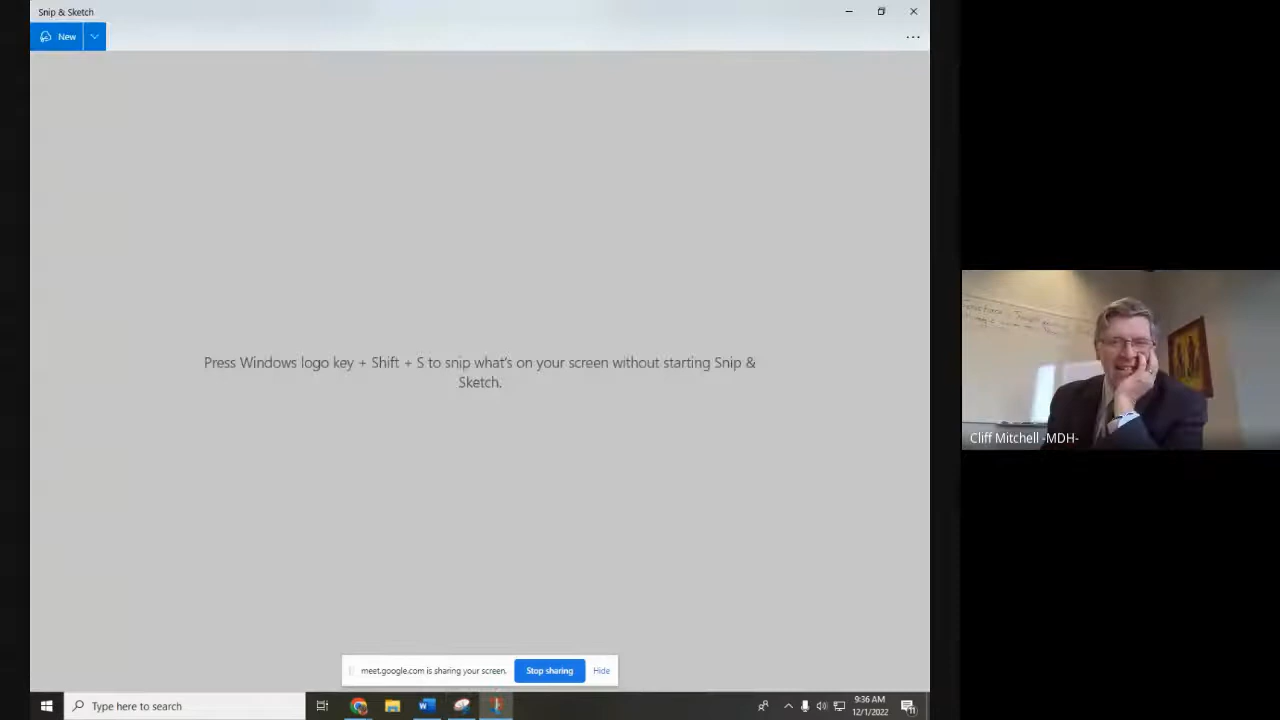 Snip & Sketch
New
Press Windows logo key + Shift + S to snip what's on your screen without starting Snip &
Sketch.
Cliff Mitchell -MDH-
meet.google.com is sharing your screen.
Stop sharing
Hide
Type here to search
9:36 AM
12/1/2022